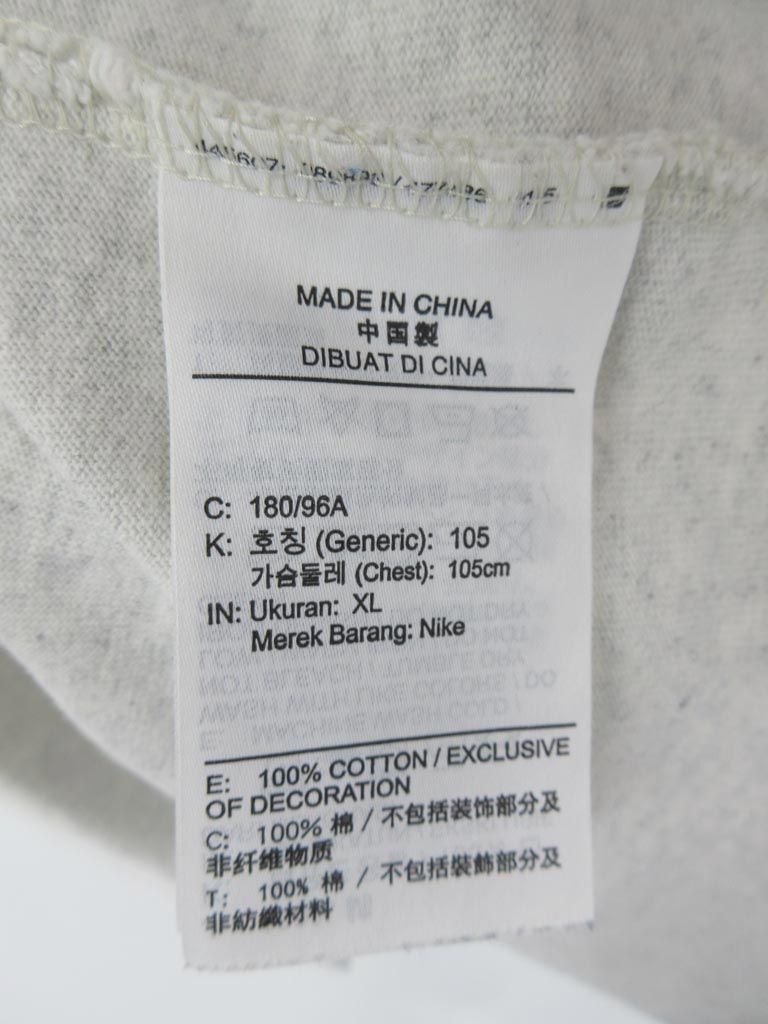 MADE IN CHINA
中国製
DIBUAT DI CINA
C: 180/96A
K: 호칭 (Generic): 105
가슴둘레 (Chest): 105cm
IN: Ukuran: XL
Merek Barang: Nike
E: 100% COTTON / EXCLUSIVE
OF DECORATION
C: 100% 棉 / 不包括装饰部分及
非纤维物质
T: 100% 棉 / 不包括裝飾部分及
非紡織材料